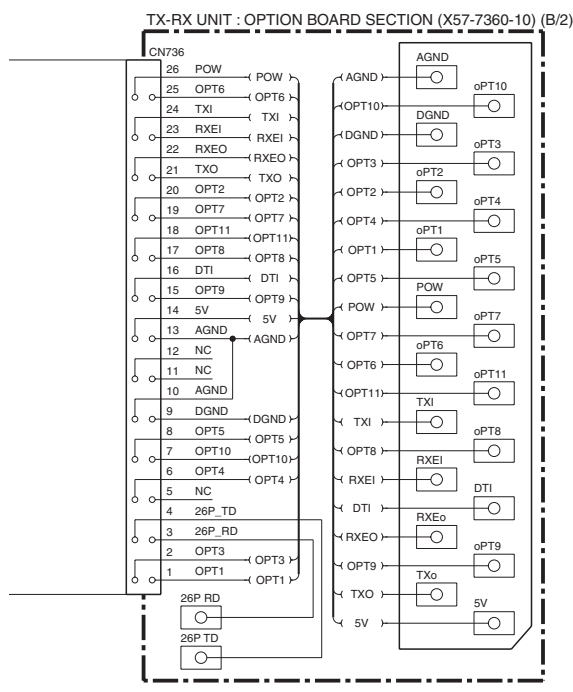 TX-RX UNIT : OPTION BOARD SECTION (X57-7360-10) (B/2)
CN736
26 POW
POW
25 OPT6
OPT6
24 TXI
TXI
23 RXEI
RXEI
22 RXEO
RXEO
21 TXO
TXO
20 OPT2
OPT2
19 OPT7
OPT7
18 OPT11
OPT11
17 OPT8
OPT8
16 DTI
DTI
15 OPT9
OPT9
14 5V
5V
13 AGND
AGND
12 NC
11 NC
10 AGND
9 DGND
DGND
8 OPT5
OPT5
7 OPT10
OPT10
6 OPT4
OPT4
5 NC
4 26P_TD
3 26P_RD
2 OPT3
OPT3
1 OPT1
OPT1
26P RD
26P TD
AGND
AGND
OPT10
oPT10
DGND
DGND
OPT3
oPT3
OPT2
oPT2
OPT4
oPT4
OPT1
oPT1
OPT5
oPT5
POW
POW
OPT7
oPT7
OPT6
oPT6
OPT11
oPT11
TXI
TXI
OPT8
oPT8
RXEI
RXEI
DTI
DTI
RXEO
RXEo
OPT9
oPT9
TXO
TXo
5V
5V